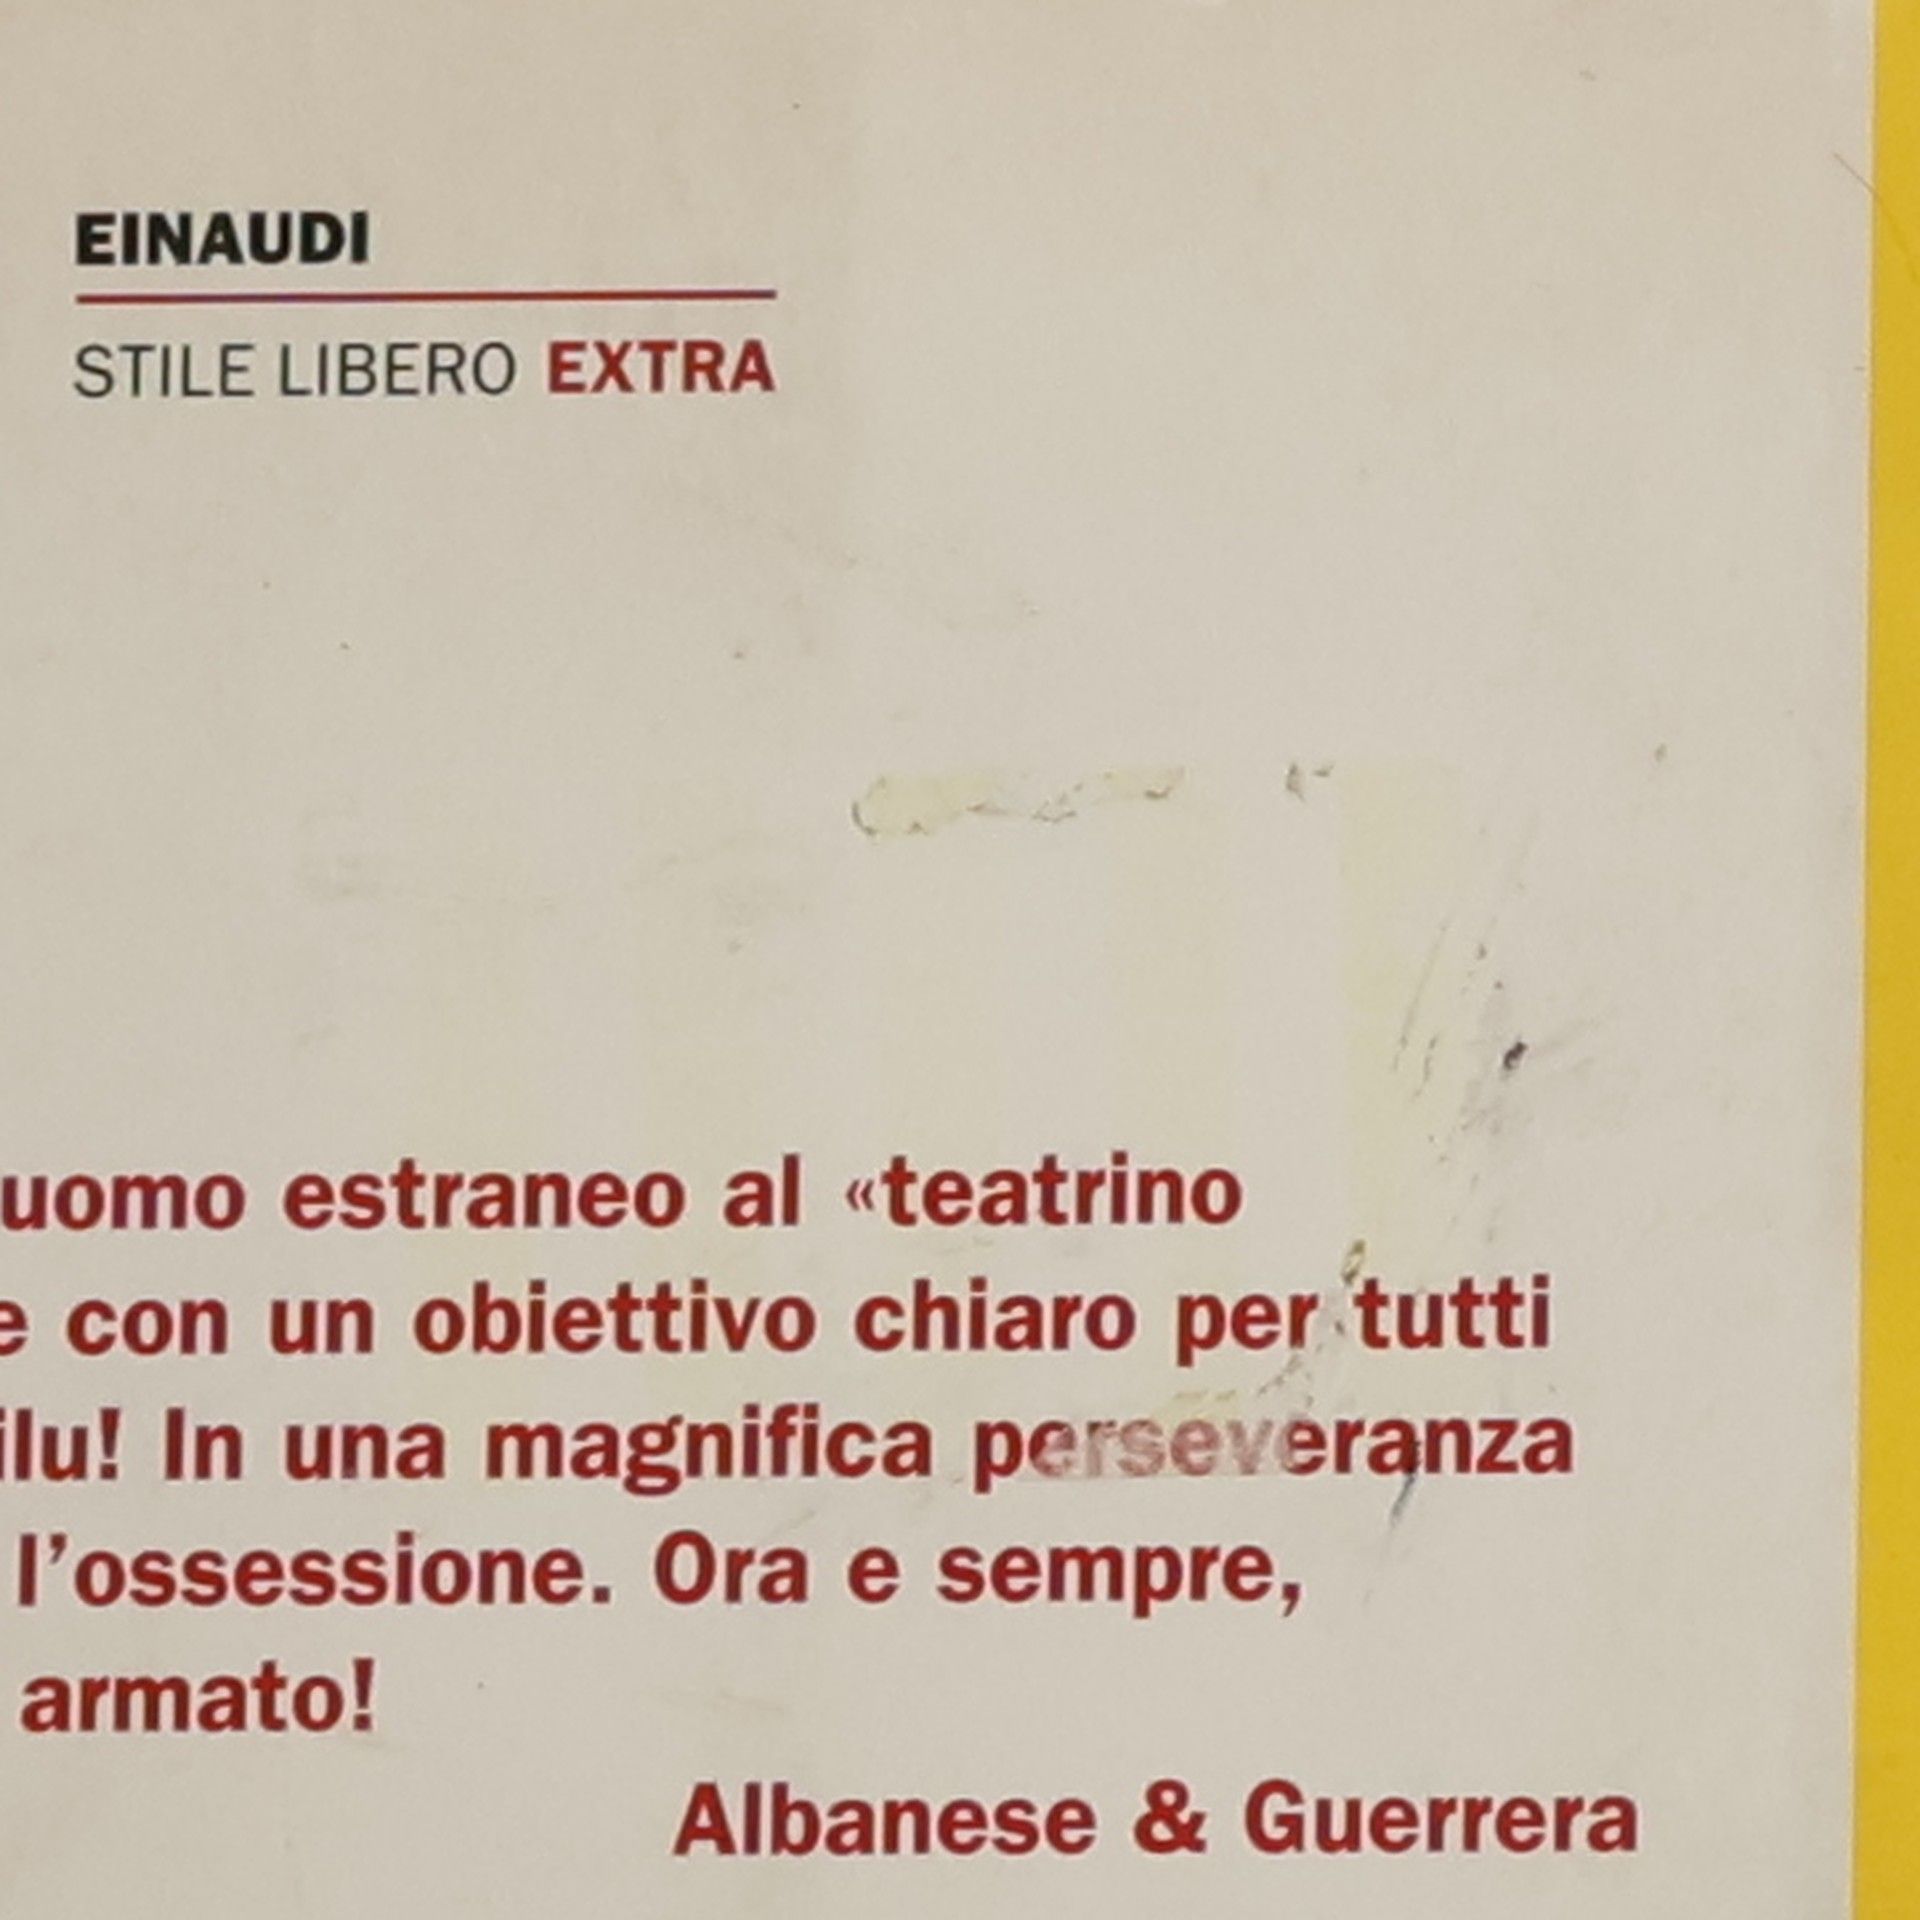 EINAUDI
STILE LIBERO EXTRA
uomo estraneo al «teatrino
e con un obiettivo chiaro per tutti
ilu! In una magnifica perseveranza
l’ossessione. Ora e sempre,
armato!
Albanese & Guerrera